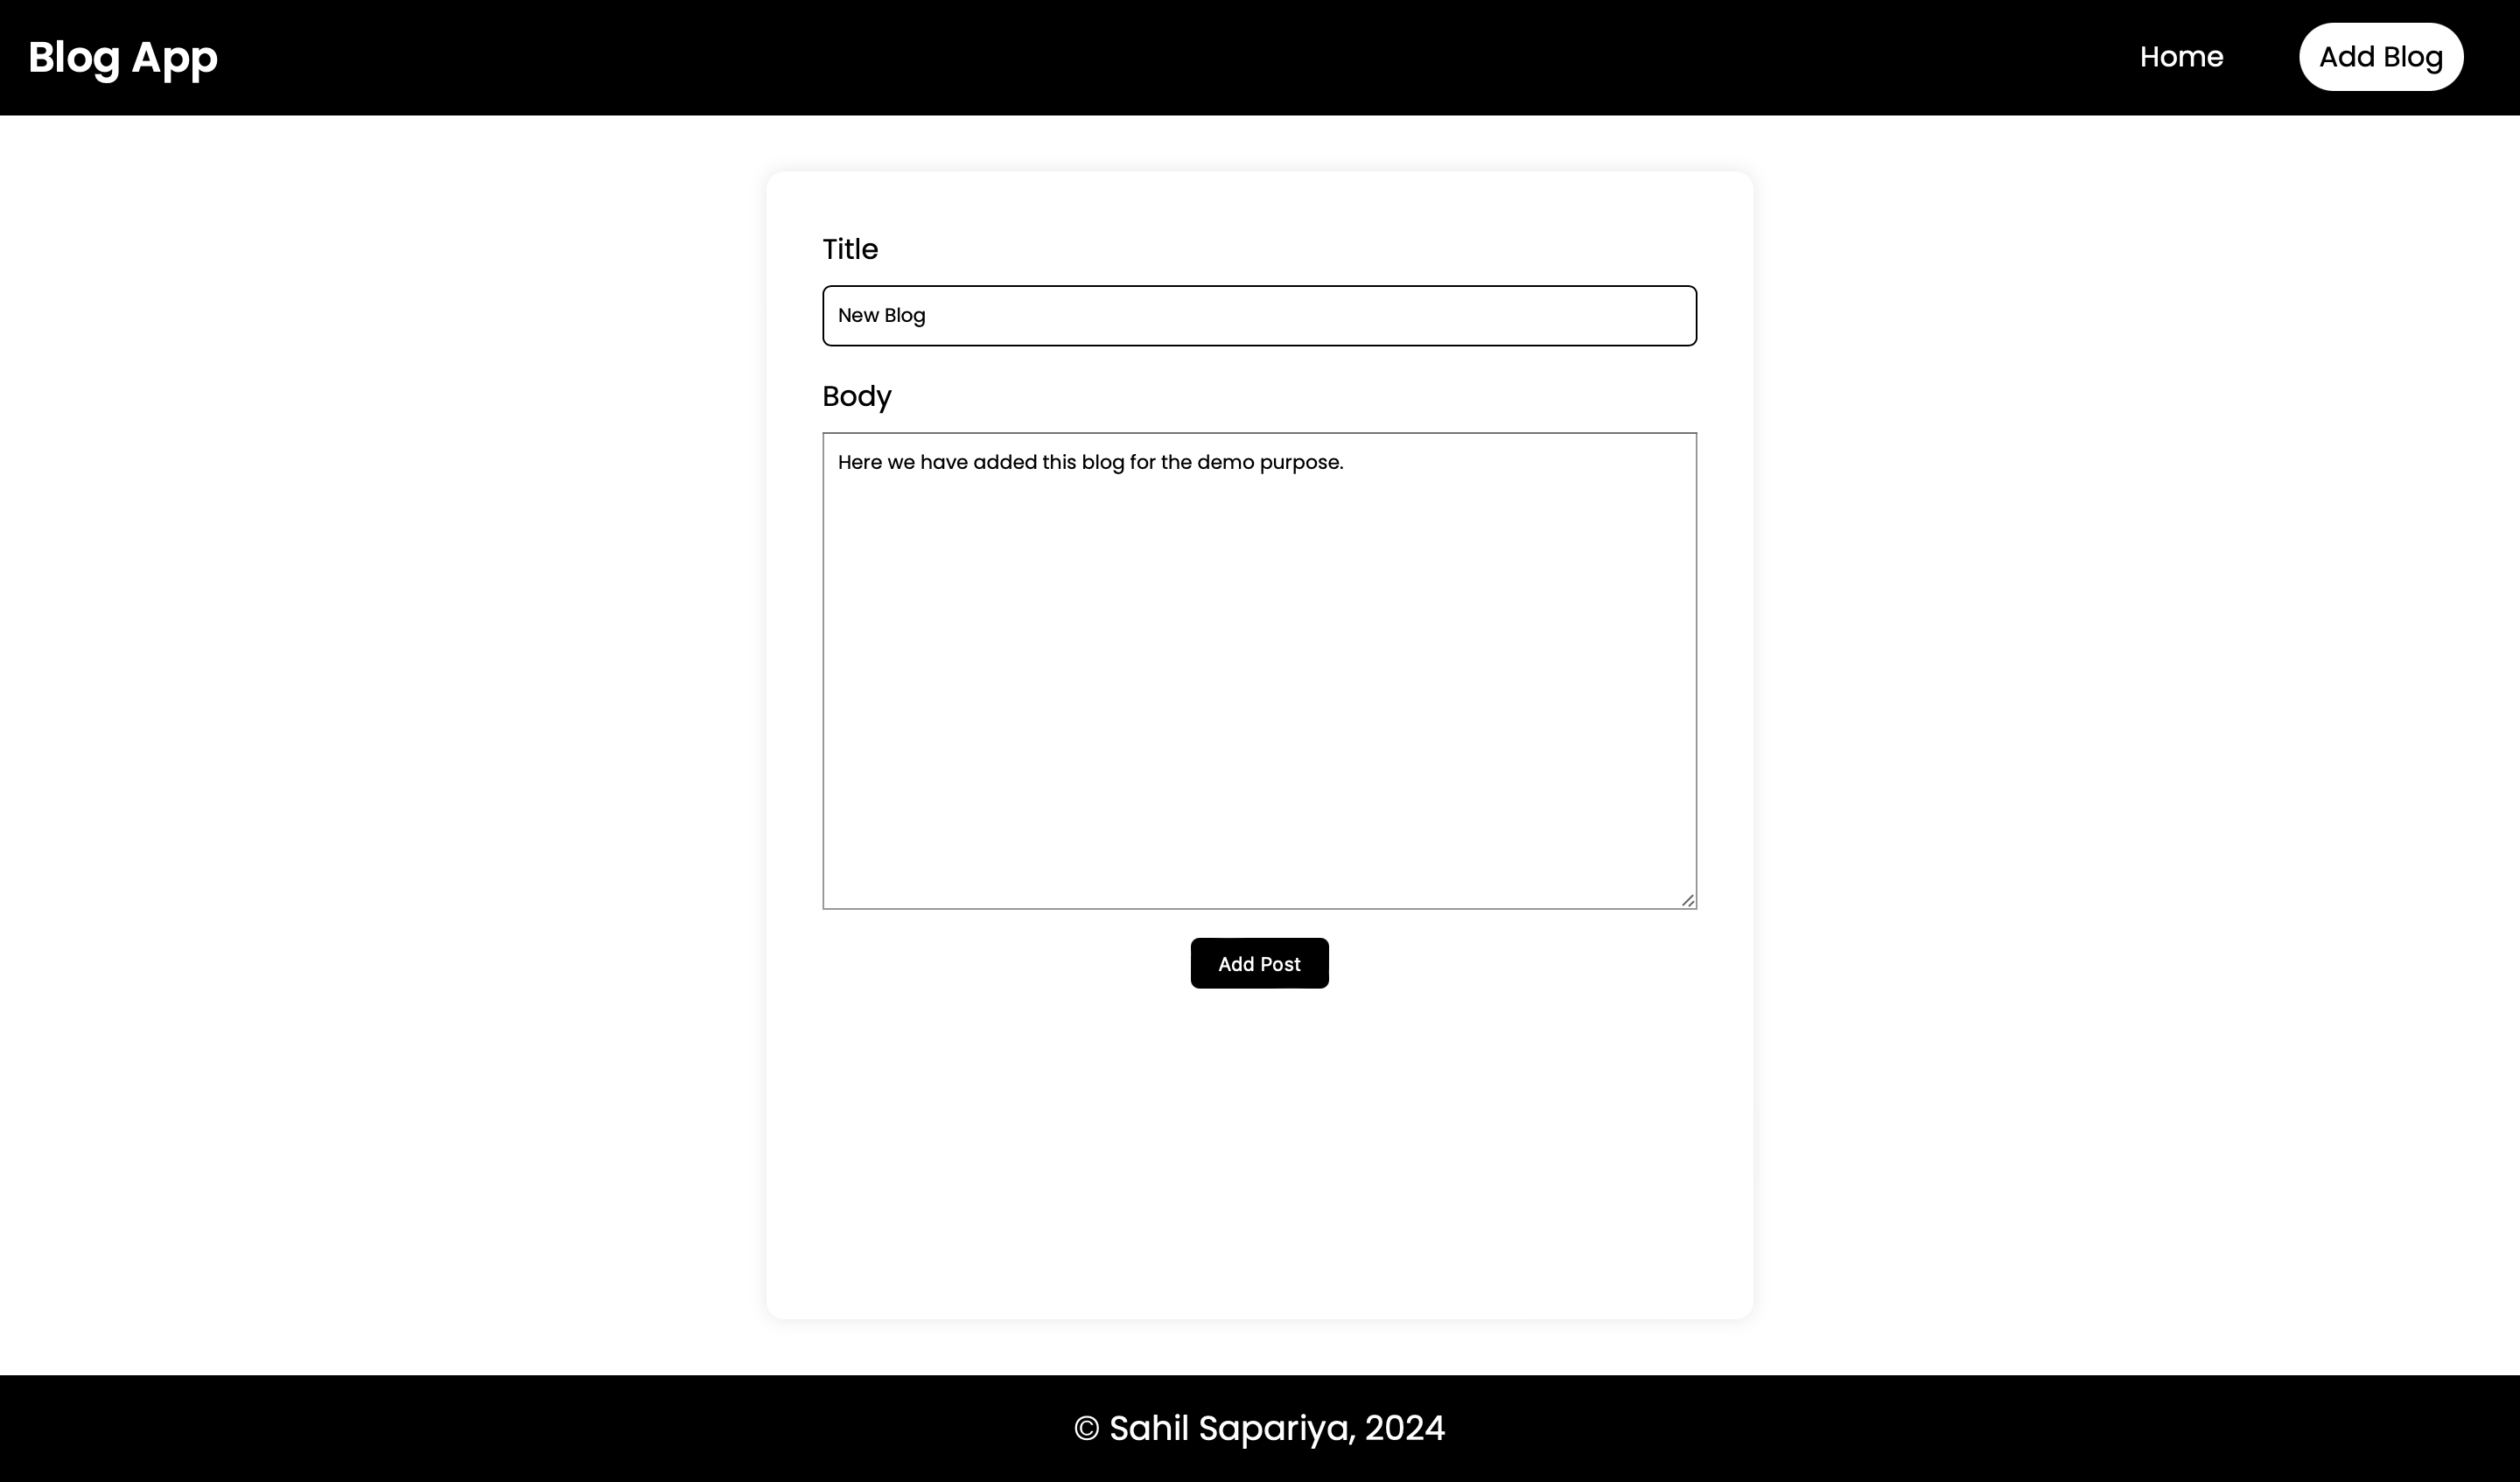 Blog App
Home
Add Blog
Title
New Blog
Body
Here we have added this blog for the demo purpose.
Add Post
© Sahil Sapariya, 2024